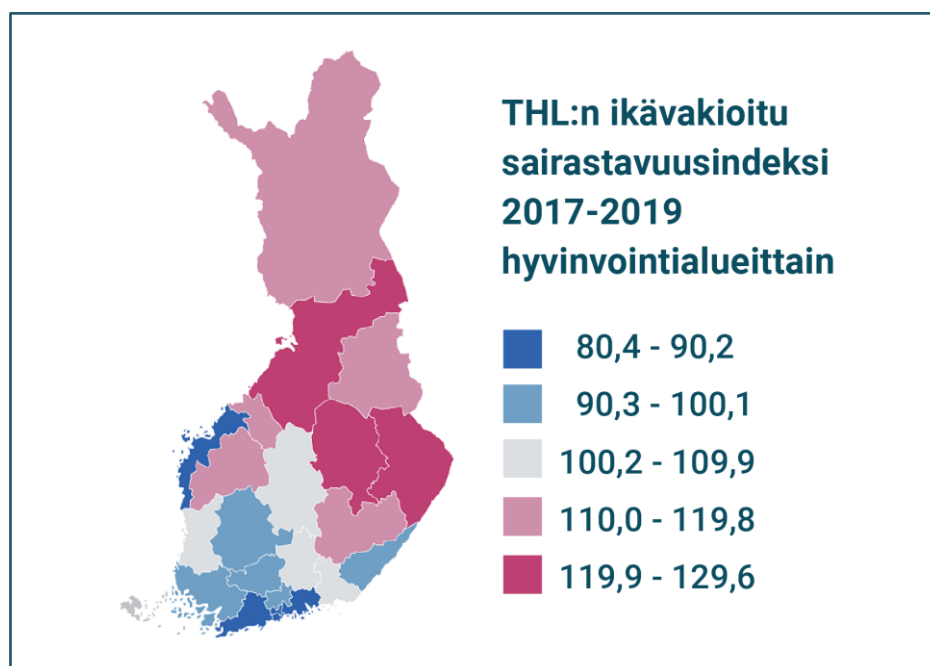 THL:n ikävakioitu
sairastavuusindeksi
2017-2019
hyvinvointialueittain
80,4 - 90,2
90,3 - 100,1
100,2 - 109,9
110,0 - 119,8
119,9 - 129,6